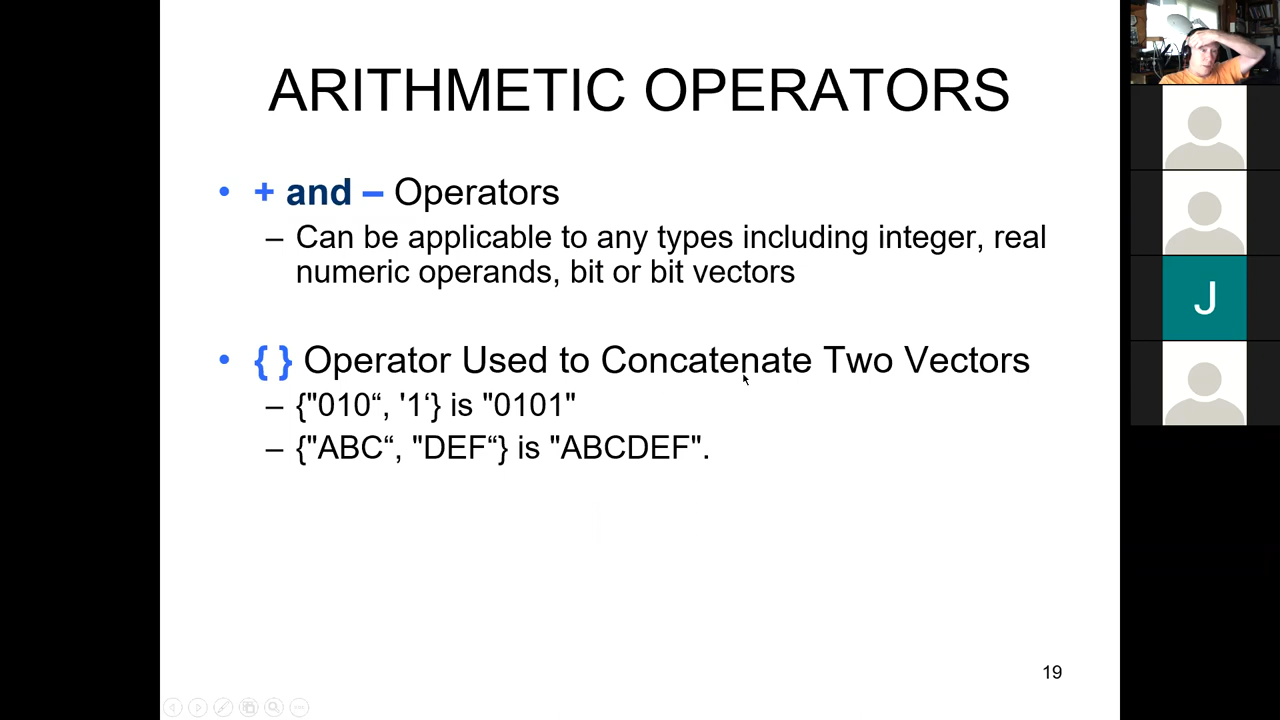 ARITHMETIC OPERATORS
• + and – Operators
– Can be applicable to any types including integer, real
numeric operands, bit or bit vectors
• { } Operator Used to Concatenate Two Vectors
– {"010“, '1‘} is "0101"
– {"ABC“, "DEF“} is "ABCDEF".
19
J